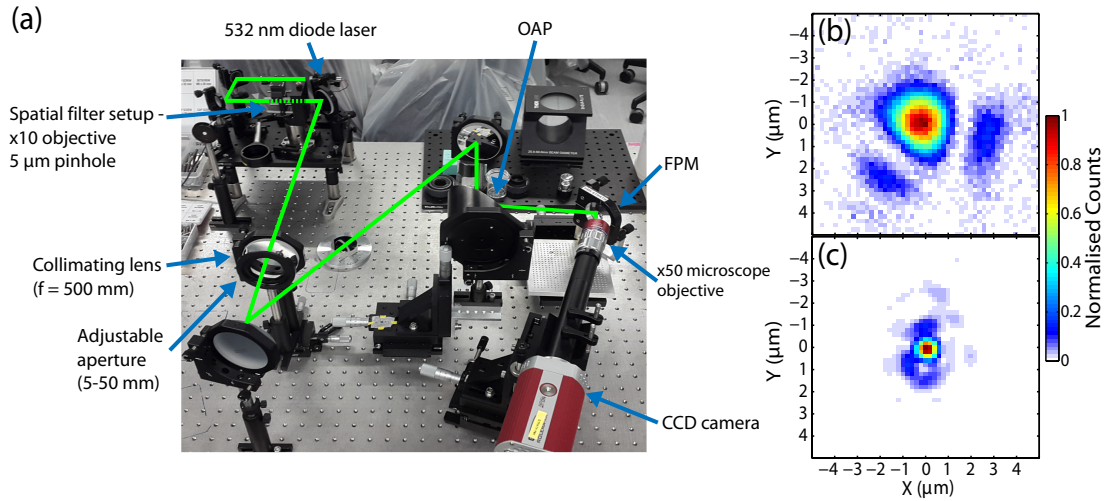 (a)
532 nm diode laser
OAP
Spatial filter setup -
x10 objective
5 µm pinhole
FPM
Collimating lens
(f = 500 mm)
x50 microscope
objective
Adjustable
aperture
(5-50 mm)
CCD camera
(b)
−4
−3
−2
−1
0
1
2
3
4
Y (µm)
(c)
−4
−3
−2
−1
0
1
2
3
4
Y (µm)
−4 −3 −2 −1 0 1 2 3 4
X (µm)
1
0.8
0.6
0.4
0.2
0
Normalised Counts